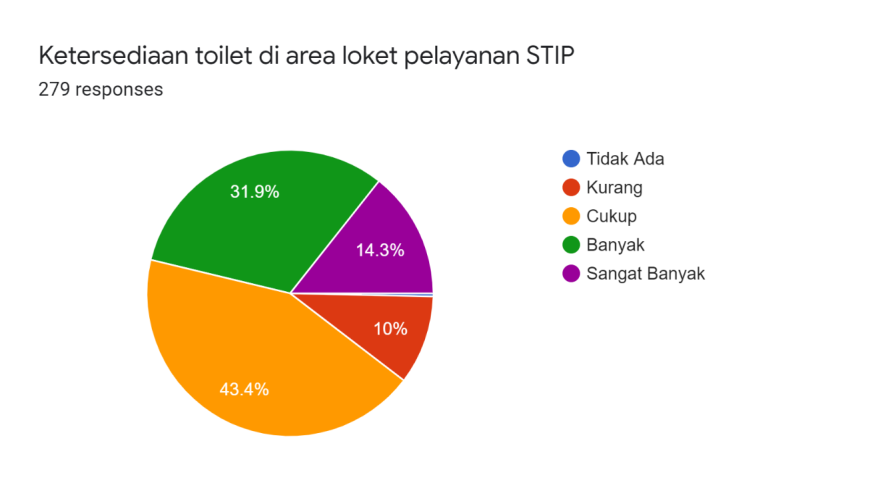 Ketersediaan toilet di area loket pelayanan STIP
279 responses
31.9%
14.3%
10%
43.4%
Tidak Ada
Kurang
Cukup
Banyak
Sangat Banyak